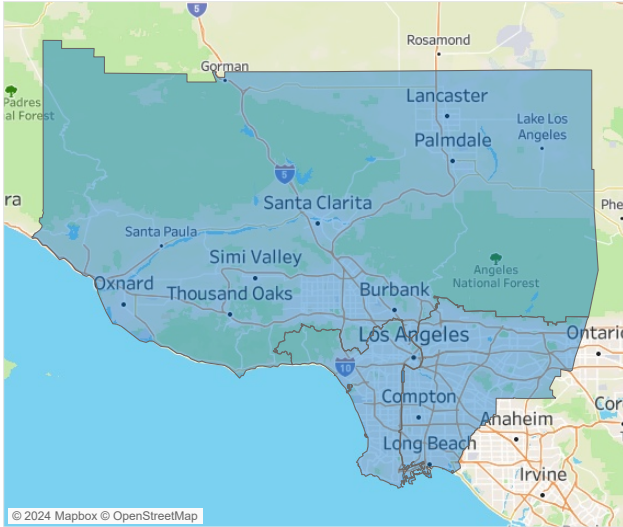 5
Rosamond
Gorman
Lancaster
Padres
al Forest
Lake Los
Angeles
Palmdale
5
ra
Santa Clarita
Phe
Santa Paula
Simi Valley
Angeles
National Forest
Oxnard
Thousand Oaks
Burbank
Los Angeles
Ontario
10
Compton
Cor
Anaheim
Long Beach
Irvine
© 2024 Mapbox © OpenStreetMap